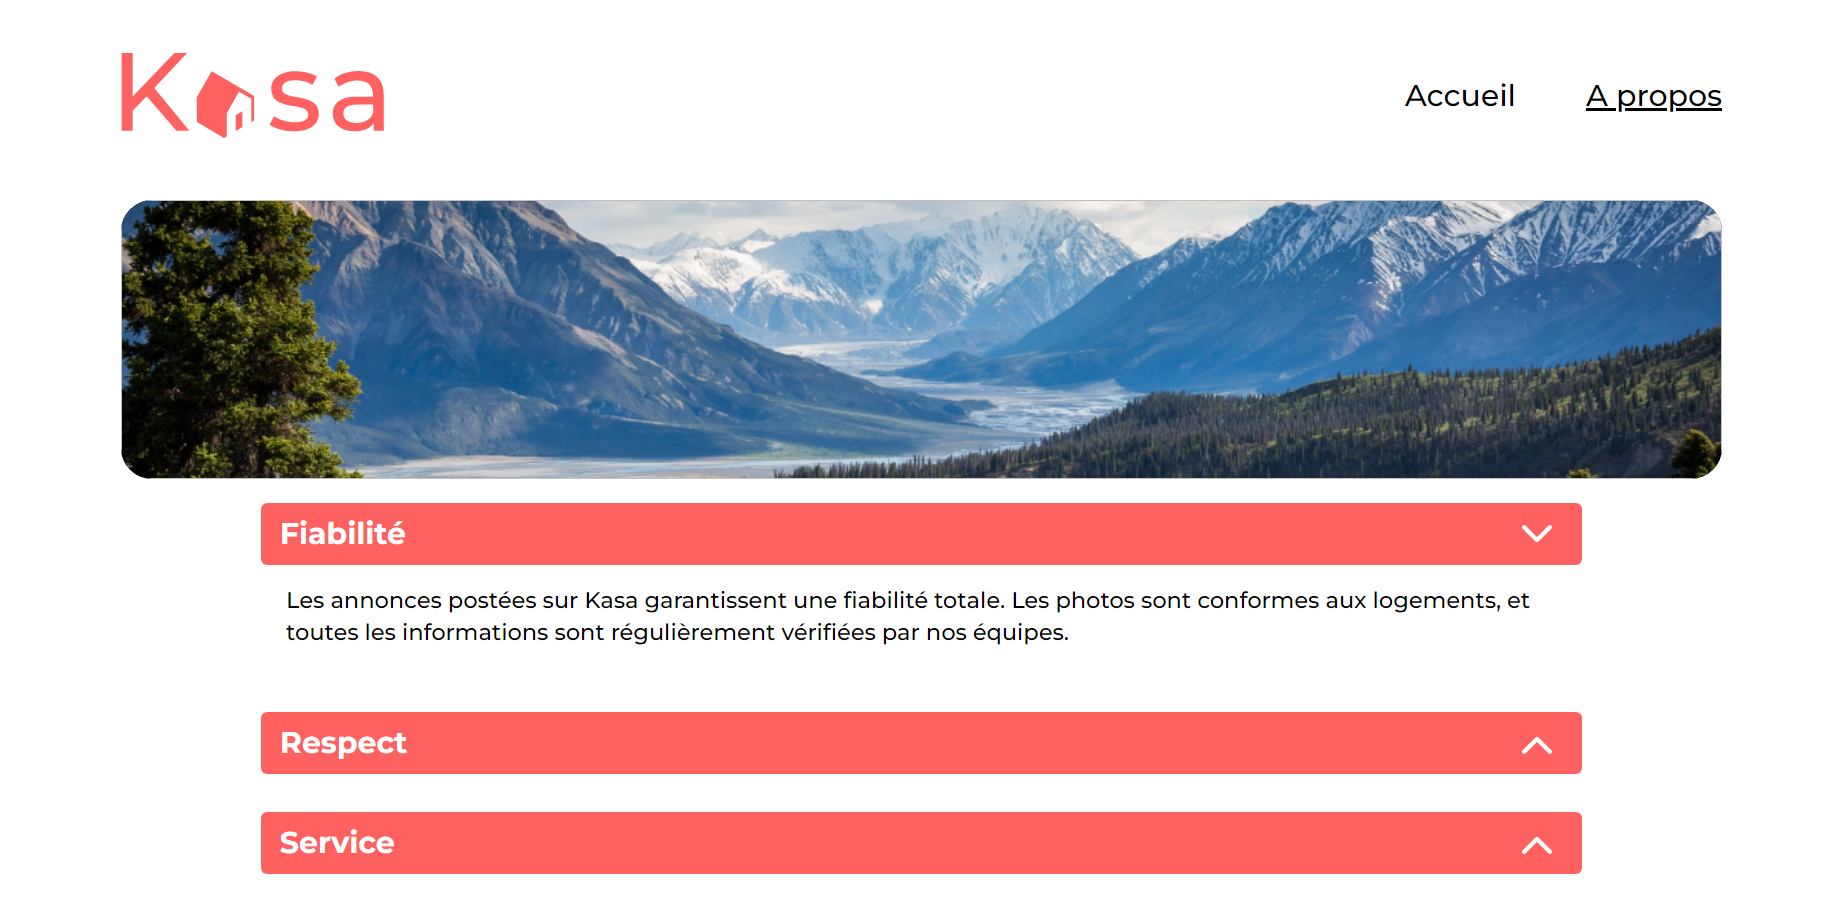 Kasa
Accueil
A propos
Fiabilité
Les annonces postées sur Kasa garantissent une fiabilité totale. Les photos sont conformes aux logements, et
toutes les informations sont régulièrement vérifiées par nos équipes.
Respect
Service